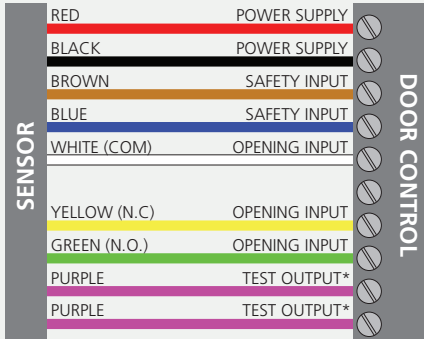 RED POWER SUPPLY
BLACK POWER SUPPLY
BROWN SAFETY INPUT
BLUE SAFETY INPUT
WHITE (COM) OPENING INPUT
YELLOW (N.C) OPENING INPUT
GREEN (N.O.) OPENING INPUT
PURPLE TEST OUTPUT*
PURPLE TEST OUTPUT*
SENSOR
DOOR CONTROL